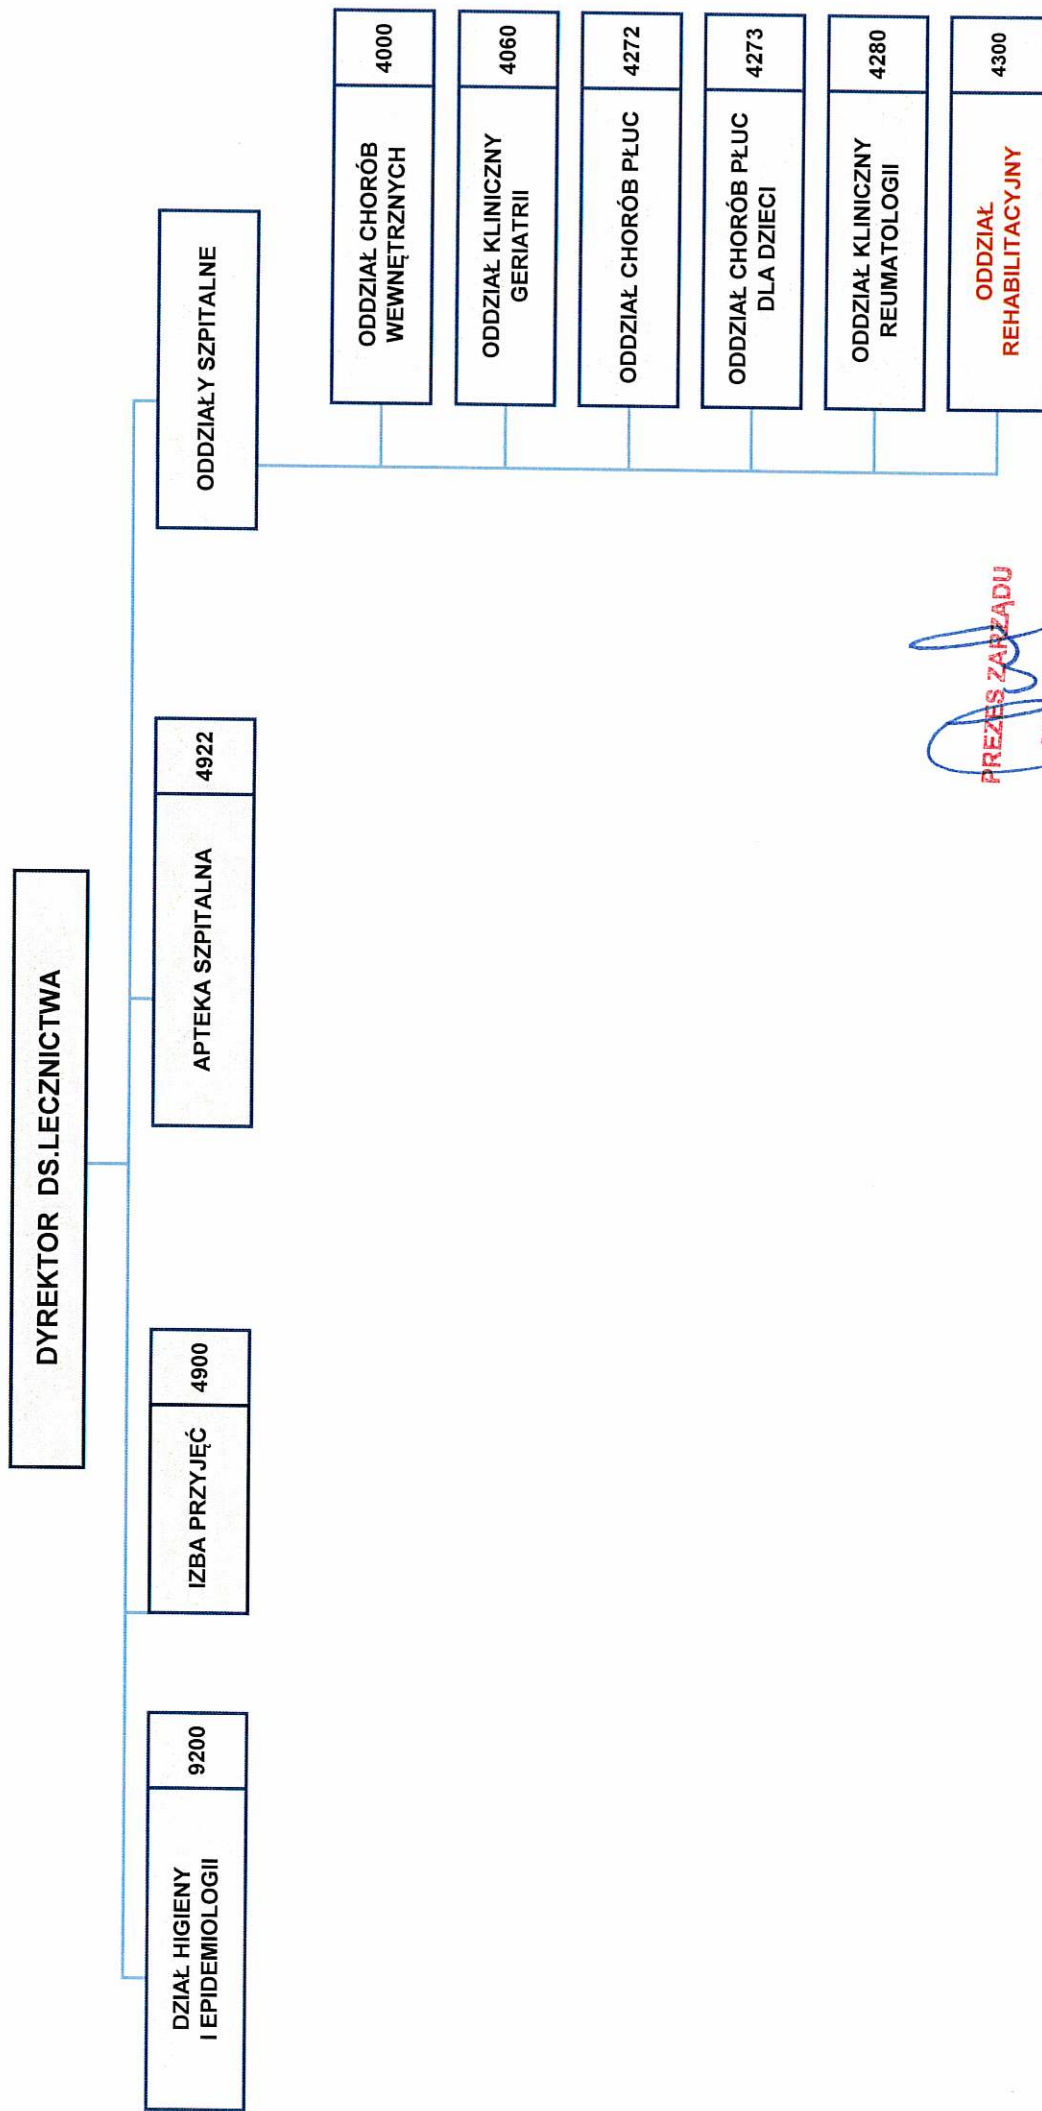 DYREKTOR DS.LECZNICTWA
DZIAŁ HIGIENY
I EPIDEMIOLOGII
9200
IZBA PRZYJĘĆ
4900
APTEKA SZPITALNA
4922
ODDZIAŁY SZPITALNE
ODDZIAŁ CHORÓB
WEWNĘTRZNYCH
4000
ODDZIAŁ KLINICZNY
GERIATRII
4060
ODDZIAŁ CHORÓB PŁUC
4272
ODDZIAŁ CHORÓB PŁUC
DLA DZIECI
4273
ODDZIAŁ KLINICZNY
REUMATOLOGII
4280
ODDZIAŁ
REHABILITACYJNY
4300
PREZES ZARZĄDU